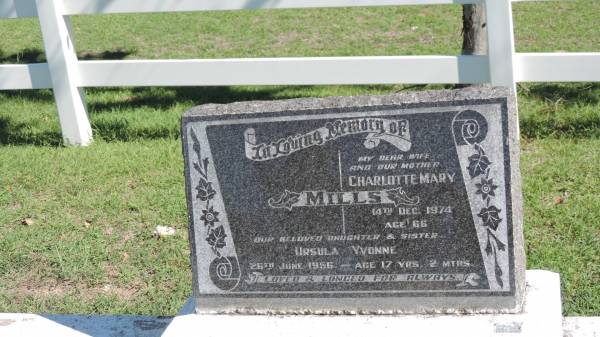 In Loving Memory of
MY DEAR WIFE
AND OUR MOTHER
CHARLOTTE MARY
MILLS
14TH DEC. 1974
AGE 66
OUR BELOVED DAUGHTER & SISTER
URSULA YVONNE
26TH JUNE 1956 — AGE 17 YRS. 2 MTHS.
LOVED & LONGED FOR ALWAYS